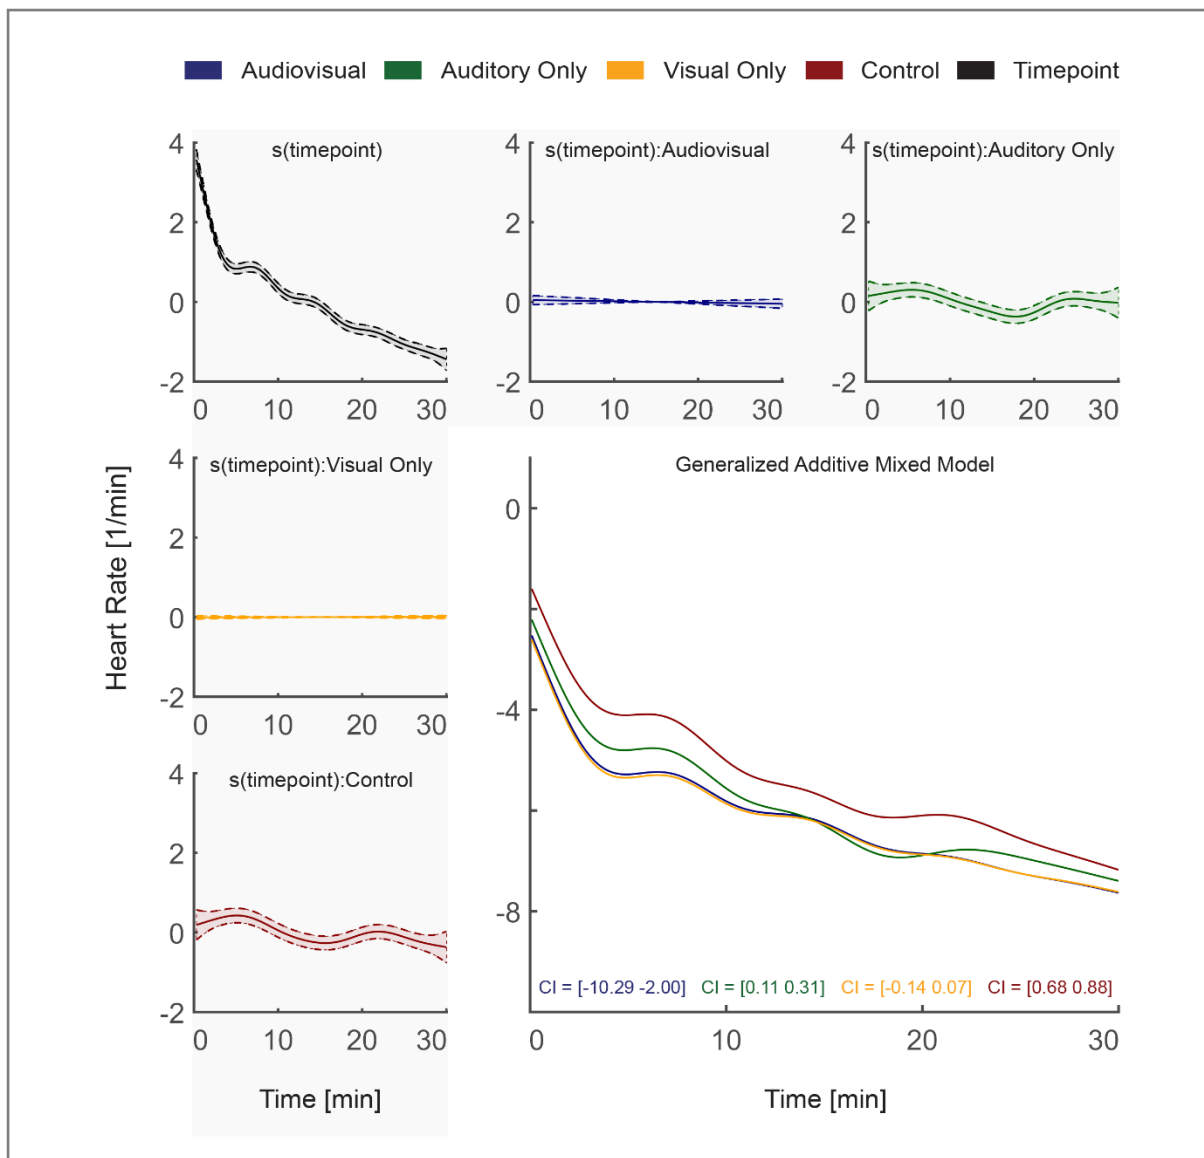 Audiovisual Auditory Only Visual Only Control Timepoint
s(timepoint)
4
2
0
-2
0 10 20 30
s(timepoint):Audiovisual
4
2
0
-2
0 10 20 30
s(timepoint):Auditory Only
4
2
0
-2
0 10 20 30
Heart Rate [1/min]
s(timepoint):Visual Only
4
2
0
-2
0 10 20 30
s(timepoint):Control
4
2
0
-2
0 10 20 30
Time [min]
Generalized Additive Mixed Model
0
-4
-8
CI = [-10.29 -2.00] CI = [0.11 0.31] CI = [-0.14 0.07] CI = [0.68 0.88]
0 10 20 30
Time [min]